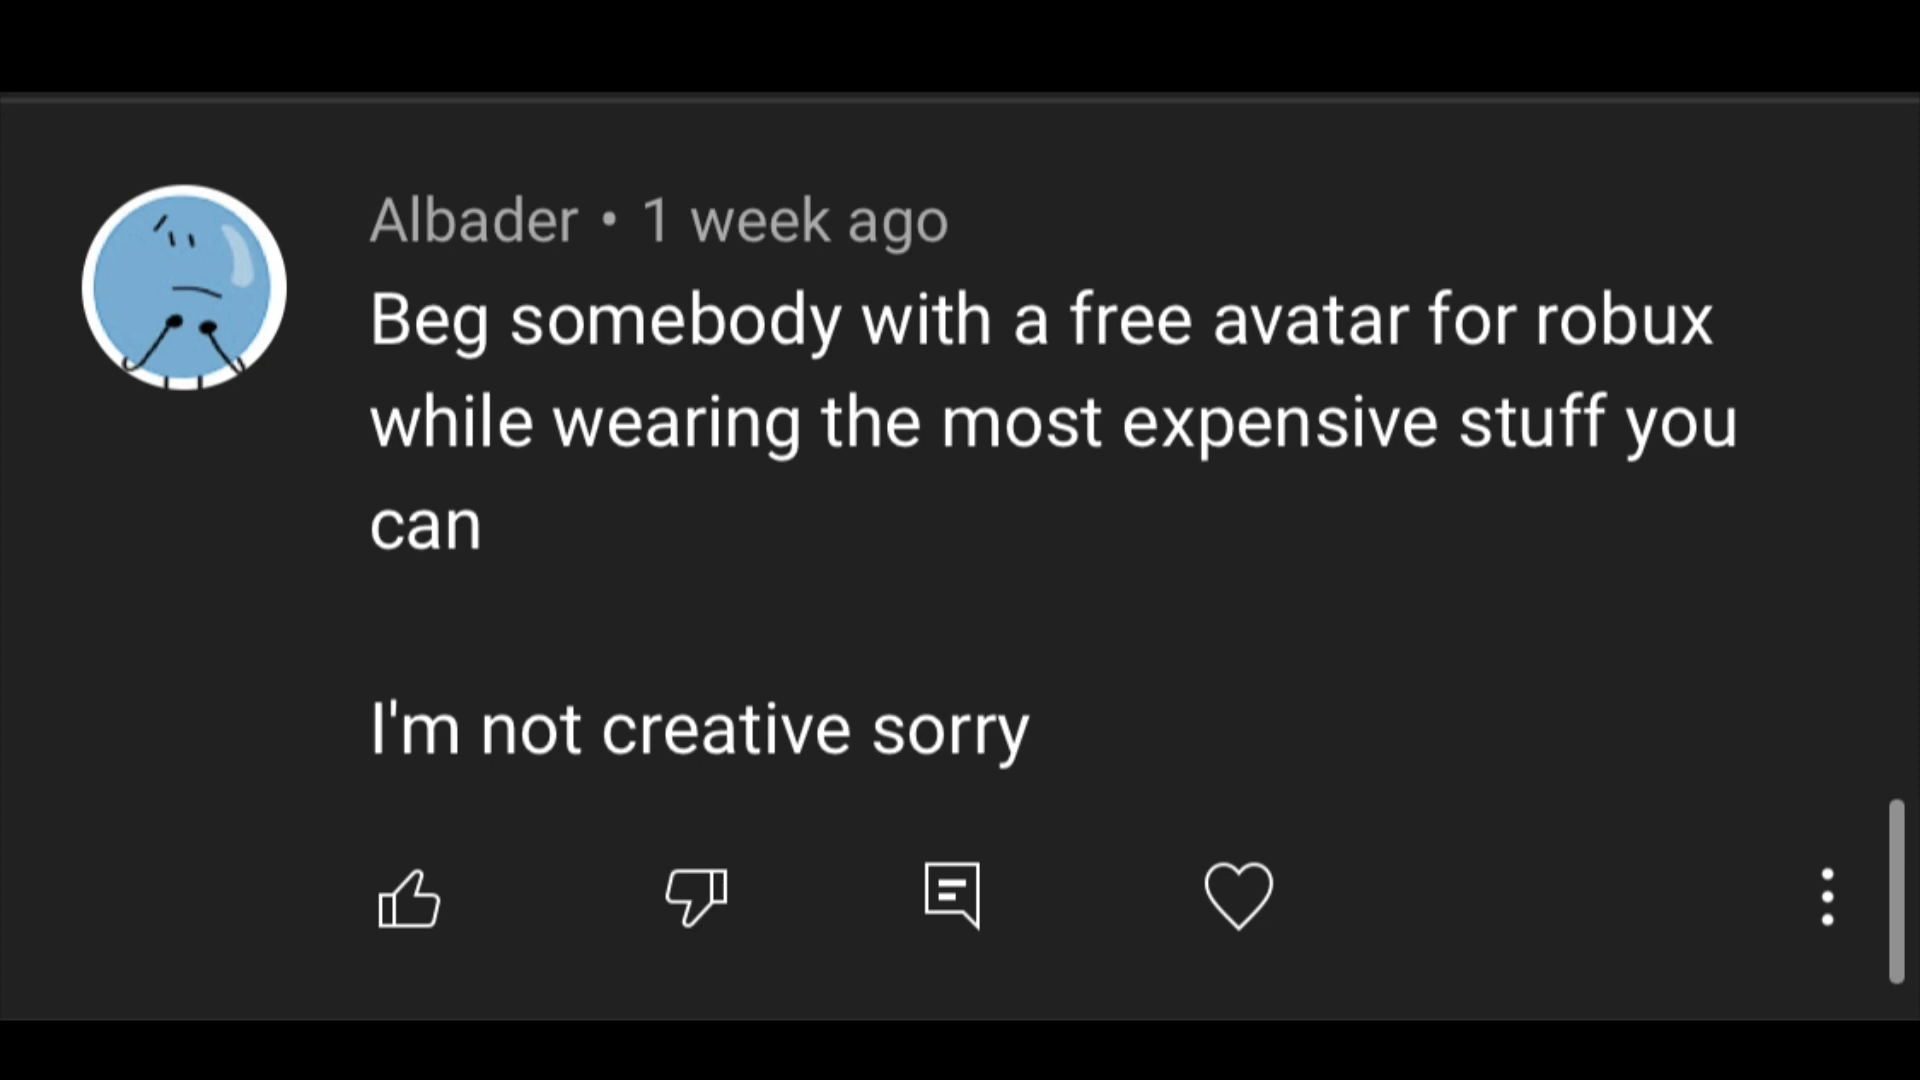 Albader • 1 week ago
Beg somebody with a free avatar for robux
while wearing the most expensive stuff you
can
I'm not creative sorry